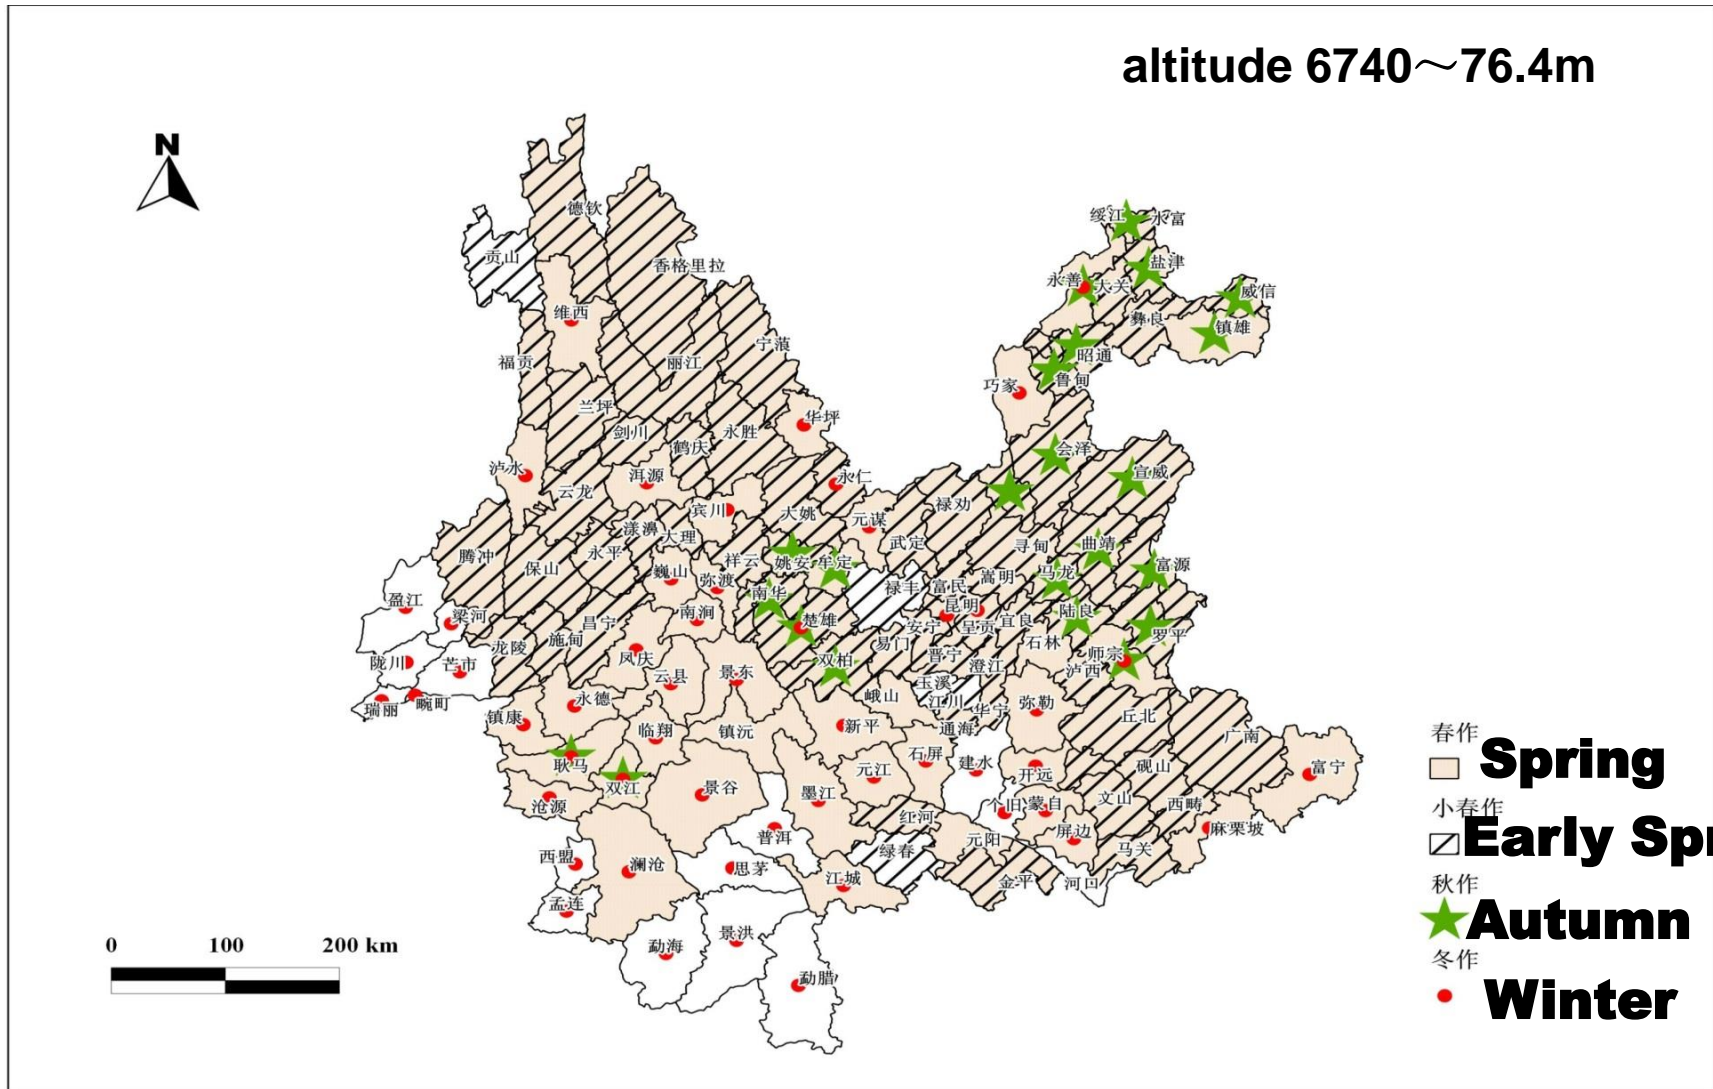 altitude 6740～76.4m
N
德钦
贡山
香格里拉
维西
福贡
丽江
宁蒗
兰坪
剑川
鹤庆
永胜
华坪
泸水
云龙
洱源
宾川
永仁
大姚
元谋
禄劝
漾濞
大理
腾冲
保山
永平
祥云
姚安
牟定
武定
寻甸
巍山
弥渡
南华
禄丰
富民
嵩明
马龙
曲靖
富源
盈江
梁河
昌宁
南涧
楚雄
昆明
安宁
呈贡
宜良
陆良
罗平
龙陵
施甸
凤庆
双柏
易门
晋宁
澄江
石林
师宗
泸西
陇川
芒市
云县
景东
峨山
玉溪
江川
华宁
弥勒
丘北
广南
瑞丽
畹町
镇康
永德
临翔
镇沅
新平
通海
石屏
建水
开远
砚山
富宁
耿马
双江
沧源
景谷
墨江
元江
红河
个旧
蒙自
文山
西畴
麻栗坡
普洱
元阳
屏边
马关
西盟
澜沧
思茅
江城
绿春
金平
河口
孟连
勐海
景洪
勐腊
绥江
水富
盐津
永善
大关
威信
彝良
镇雄
昭通
鲁甸
巧家
会泽
宣威
春作
Spring
小春作
Early Spr
秋作
Autumn
冬作
Winter
0 100 200 km